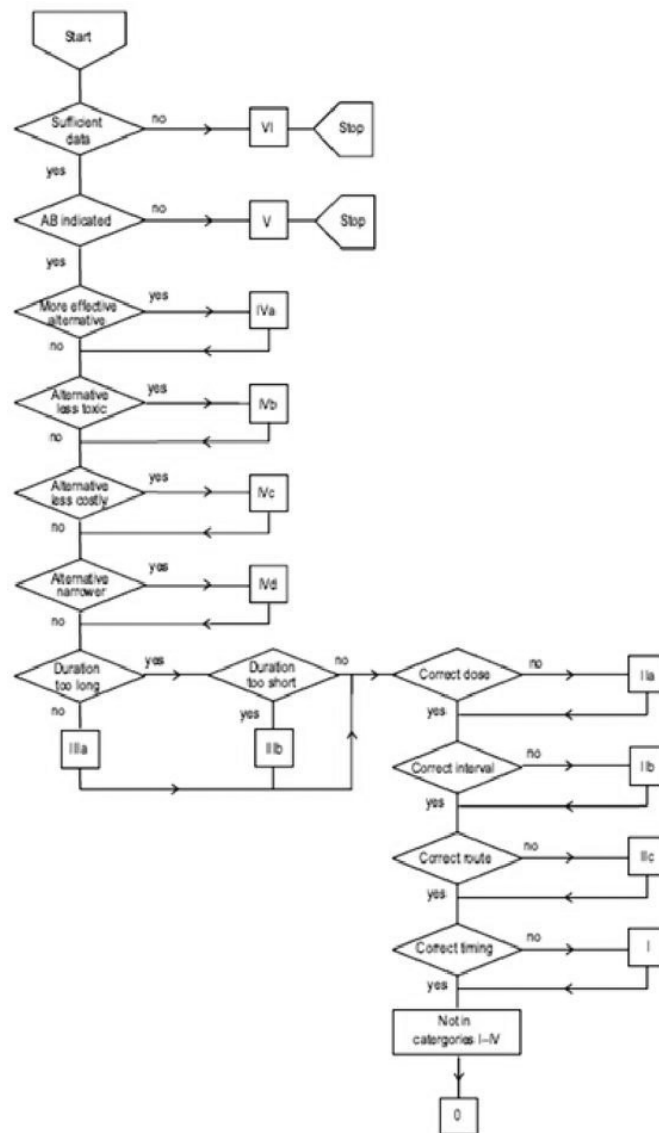 Start
Sufficient
data
no
VI
Stop
yes
AB indicated
no
V
Stop
yes
More effective
alternative
yes
IVa
no
Alternative
less toxic
yes
IVb
no
Alternative
less costly
yes
IVc
no
Alternative
narrower
yes
IVd
no
Duration
too long
yes
Duration
too short
no
Correct dose
no
IIa
no
yes
yes
IIIa
IIIb
Correct interval
no
IIb
yes
Correct route
no
IIc
yes
Correct timing
no
I
yes
Not in
catergories I–IV
0